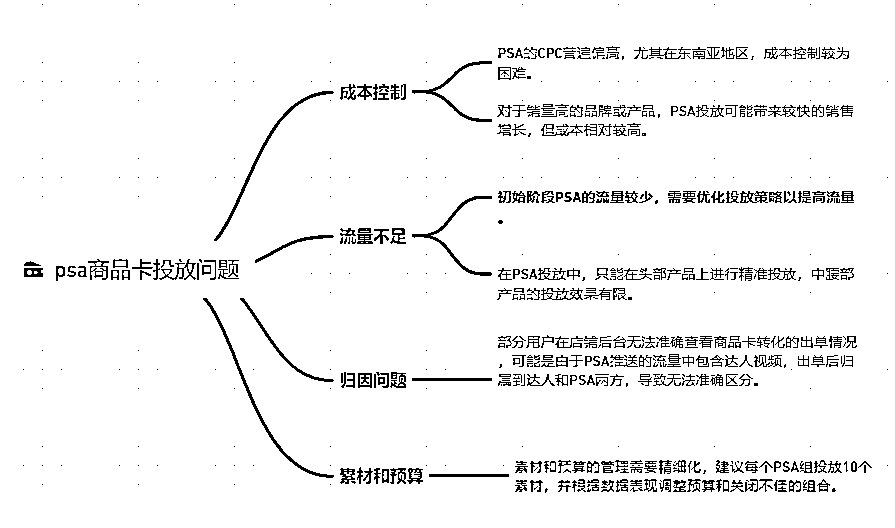 psa商品卡投放问题
成本控制
PSA的CPC普遍偏高，尤其在东南亚地区，成本控制较为
困难。
对于销量高的品牌或产品，PSA投放可能带来较快的销售
增长，但成本相对较高。
流量不足
初始阶段PSA的流量较少，需要优化投放策略以提高流量
。
在PSA投放中，只能在头部产品上进行精准投放，中腰部
产品的投放效果有限。
归因问题
部分用户在店铺后台无法准确查看商品卡转化的出单情况
，可能是由于PSA推送的流量中包含达人视频，出单后归
属到达人和PSA两方，导致无法准确区分。
素材和预算
素材和预算的管理需要精细化，建议每个PSA组投放10个
素材，并根据数据表现调整预算和关闭不佳的组合。